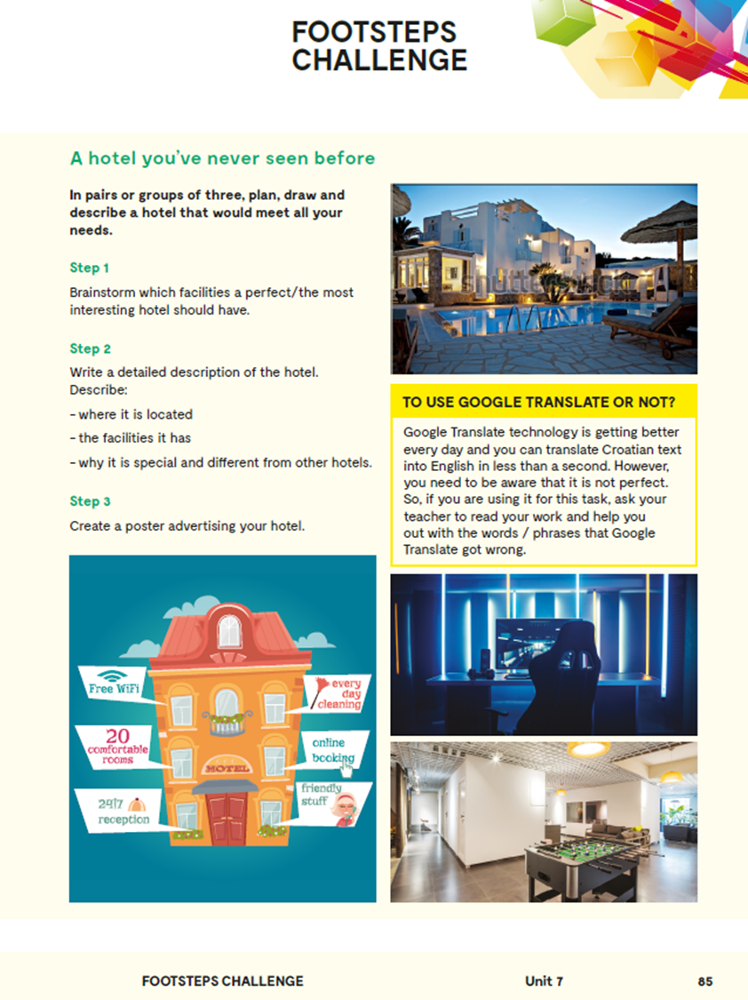 FOOTSTEPS
CHALLENGE
A hotel you've never seen before
In pairs or groups of three, plan, draw and
describe a hotel that would meet all your
needs.
Step 1
Brainstorm which facilities a perfect/the most
interesting hotel should have.
Step 2
Write a detailed description of the hotel.
Describe:
- where it is located
- the facilities it has
- why it is special and different from other hotels.
Step 3
Create a poster advertising your hotel.
Free WiFi
20
comfortable
rooms
24/7
reception
HOTEL
every
day
cleaning
online
booking
friendly
stuff
shutterstock
TO USE GOOGLE TRANSLATE OR NOT?
Google Translate technology is getting better
every day and you can translate Croatian text
into English in less than a second. However,
you need to be aware that it is not perfect.
So, if you are using it for this task, ask your
teacher to read your work and help you
out with the words / phrases that Google
Translate got wrong.
FOOTSTEPS CHALLENGE
Unit 7
85